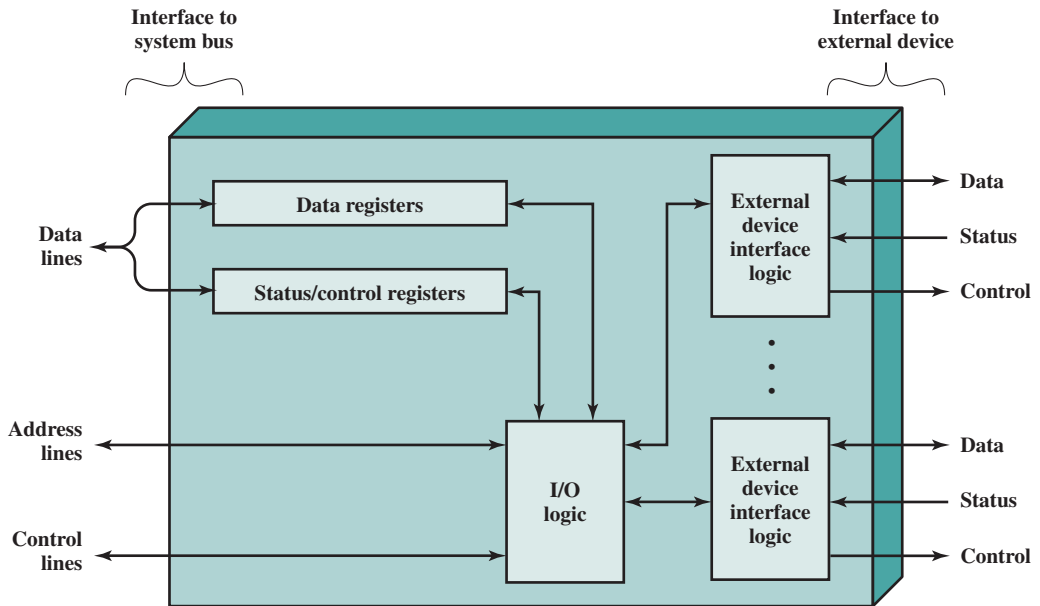 Interface to
system bus
Interface to
external device
Data registers
Status/control registers
Data
lines
Address
lines
Control
lines
I/O
logic
External
device
interface
logic
Data
Status
Control
External
device
interface
logic
Data
Status
Control